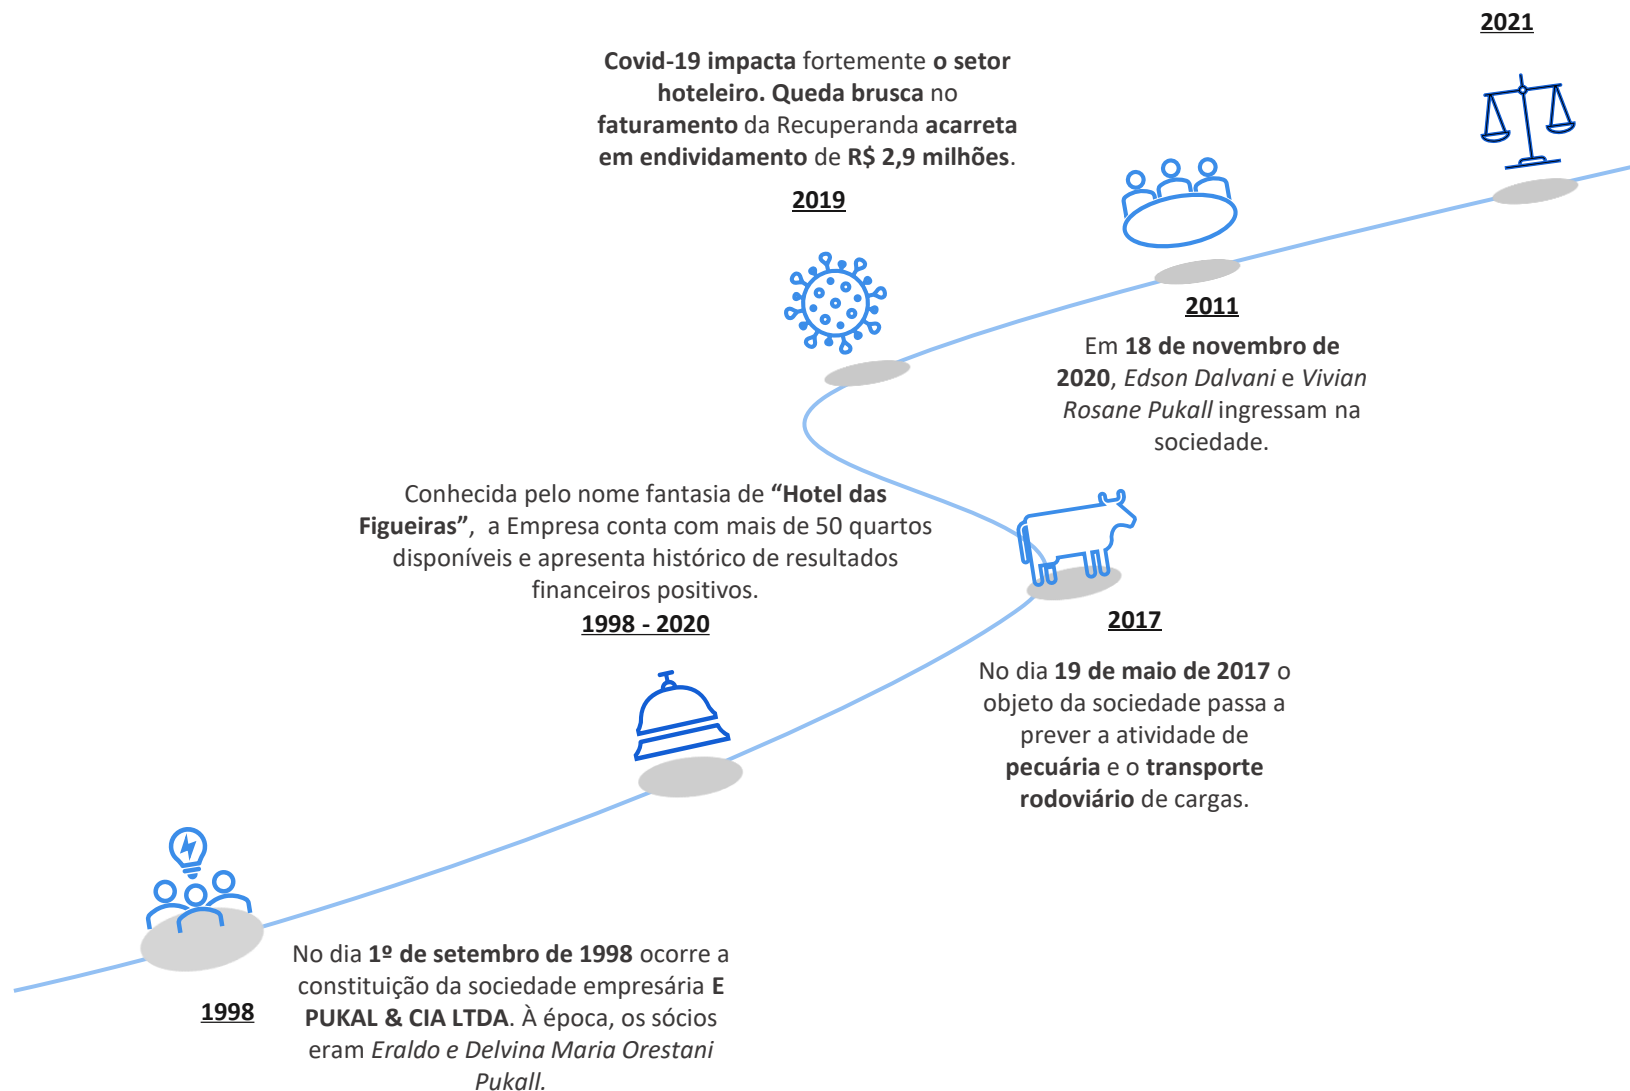 2021
Covid-19 impacta fortemente o setor
hoteleiro. Queda brusca no
faturamento da Recuperanda acarreta
em endividamento de R$ 2,9 milhões.
2019
2011
Em 18 de novembro de
2020, Edson Dalvani e Vivian
Rosane Pukall ingressam na
sociedade.
Conhecida pelo nome fantasia de “Hotel das
Figueiras”, a Empresa conta com mais de 50 quartos
disponíveis e apresenta histórico de resultados
financeiros positivos.
1998 - 2020
2017
No dia 19 de maio de 2017 o
objeto da sociedade passa a
prever a atividade de
pecuária e o transporte
rodoviário de cargas.
1998
No dia 1º de setembro de 1998 ocorre a
constituição da sociedade empresária E
PUKAL & CIA LTDA. À época, os sócios
eram Eraldo e Delvina Maria Orestani
Pukall.